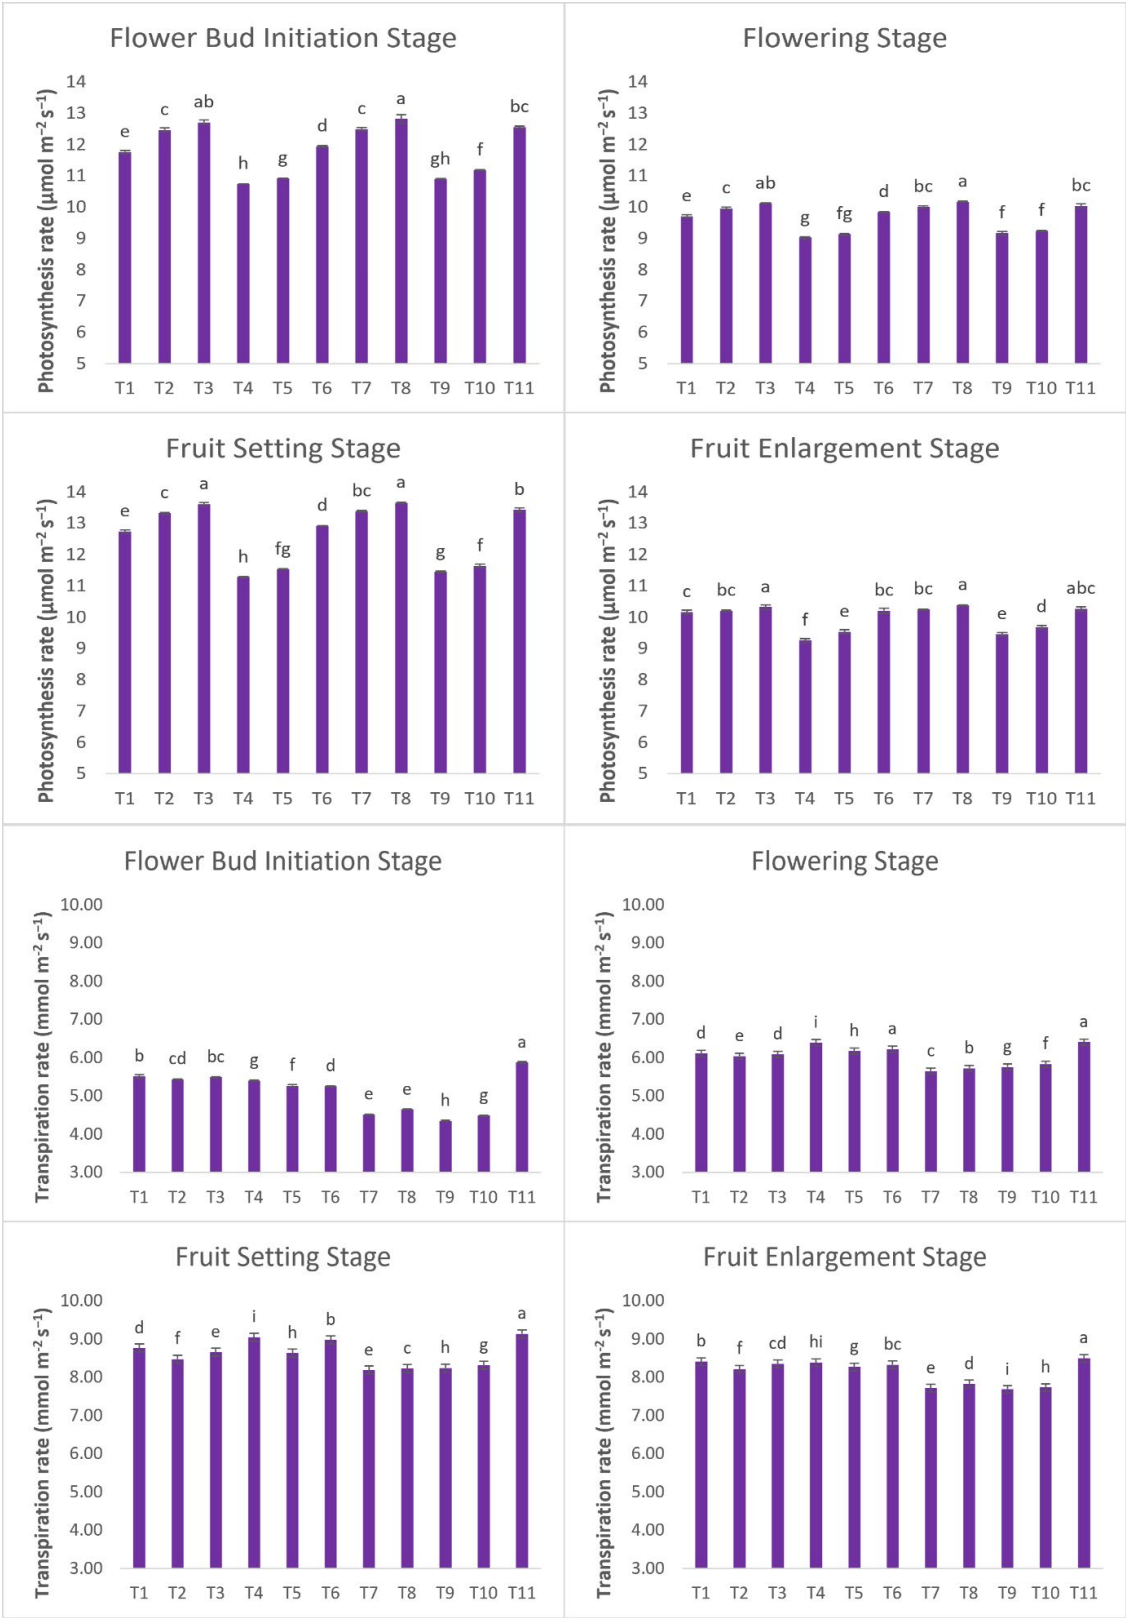 Flower Bud Initiation Stage
Photosynthesis rate (µmol m⁻² s⁻¹)
14
13
12
11
10
9
8
7
6
5
e c ab h g d c a gh f bc
T1 T2 T3 T4 T5 T6 T7 T8 T9 T10 T11
Flowering Stage
Photosynthesis rate (µmol m⁻² s⁻¹)
14
13
12
11
10
9
8
7
6
5
e c ab g fg d bc a f f bc
T1 T2 T3 T4 T5 T6 T7 T8 T9 T10 T11
Fruit Setting Stage
Photosynthesis rate (µmol m⁻² s⁻¹)
14
13
12
11
10
9
8
7
6
5
e c a h fg d bc a g f b
T1 T2 T3 T4 T5 T6 T7 T8 T9 T10 T11
Fruit Enlargement Stage
Photosynthesis rate (µmol m⁻² s⁻¹)
14
13
12
11
10
9
8
7
6
5
c bc a f e bc bc a e d abc
T1 T2 T3 T4 T5 T6 T7 T8 T9 T10 T11
Flower Bud Initiation Stage
Transpiration rate (mmol m⁻² s⁻¹)
10.00
9.00
8.00
7.00
6.00
5.00
4.00
3.00
b cd bc g f d e e h g a
T1 T2 T3 T4 T5 T6 T7 T8 T9 T10 T11
Flowering Stage
Transpiration rate (mmol m⁻² s⁻¹)
10.00
9.00
8.00
7.00
6.00
5.00
4.00
3.00
d e d i h a c b g f a
T1 T2 T3 T4 T5 T6 T7 T8 T9 T10 T11
Fruit Setting Stage
Transpiration rate (mmol m⁻² s⁻¹)
10.00
9.00
8.00
7.00
6.00
5.00
4.00
3.00
d f e i h b e c h g a
T1 T2 T3 T4 T5 T6 T7 T8 T9 T10 T11
Fruit Enlargement Stage
Transpiration rate (mmol m⁻² s⁻¹)
10.00
9.00
8.00
7.00
6.00
5.00
4.00
3.00
b f cd hi g bc e d i h a
T1 T2 T3 T4 T5 T6 T7 T8 T9 T10 T11